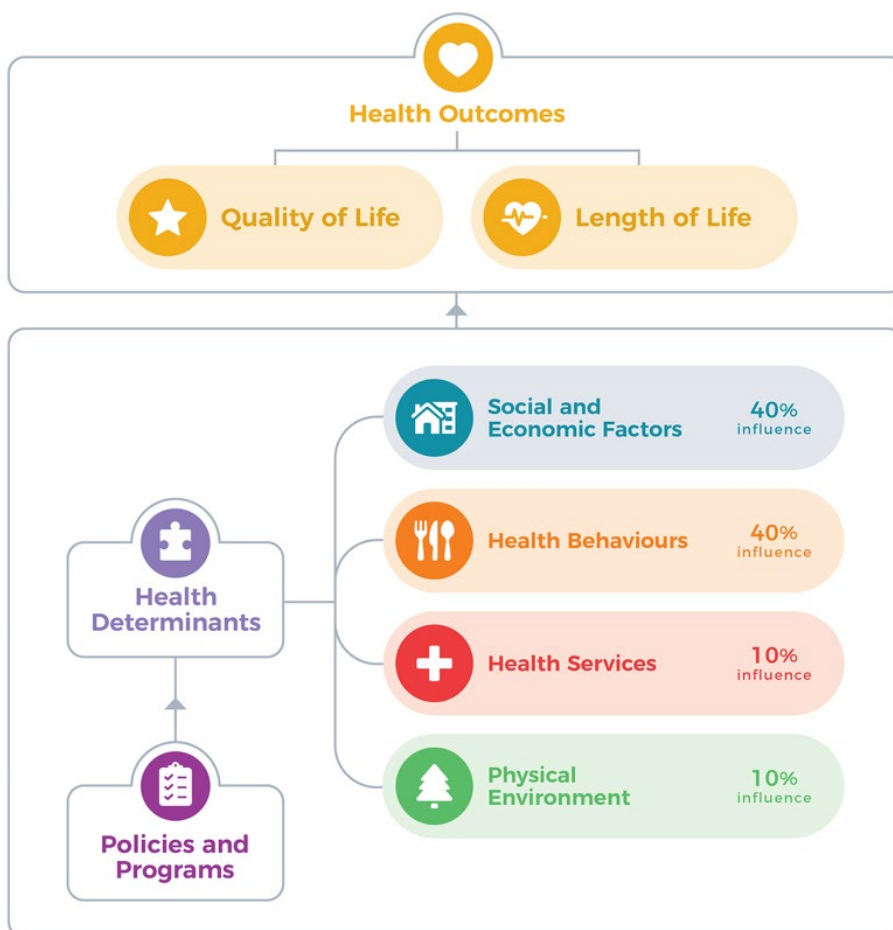 Health Outcomes
Quality of Life
Length of Life
Social and
Economic Factors
40%
influence
Health Behaviours
40%
influence
Health
Determinants
Health Services
10%
influence
Physical
Environment
10%
influence
Policies and
Programs